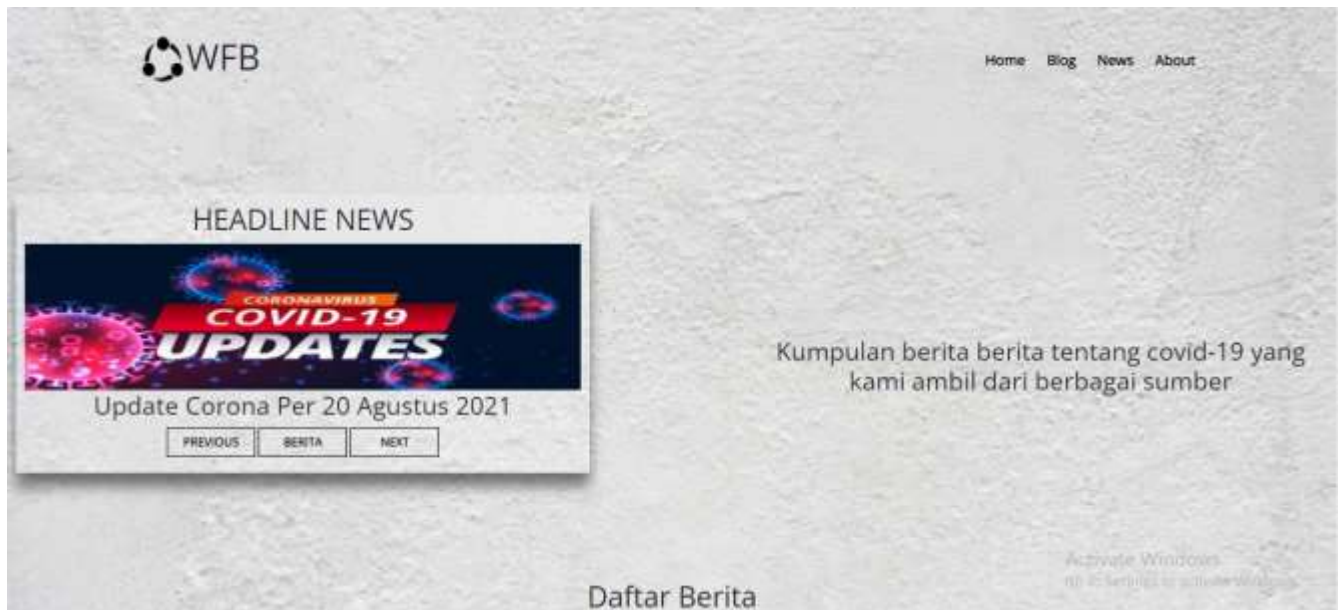 WFB
Home Blog News About
HEADLINE NEWS
CORONAVIRUS
COVID-19
UPDATES
Update Corona Per 20 Agustus 2021
PREVIOUS BERITA NEXT
Kumpulan berita berita tentang covid-19 yang
kami ambil dari berbagai sumber
Activate Windows
Daftar Berita